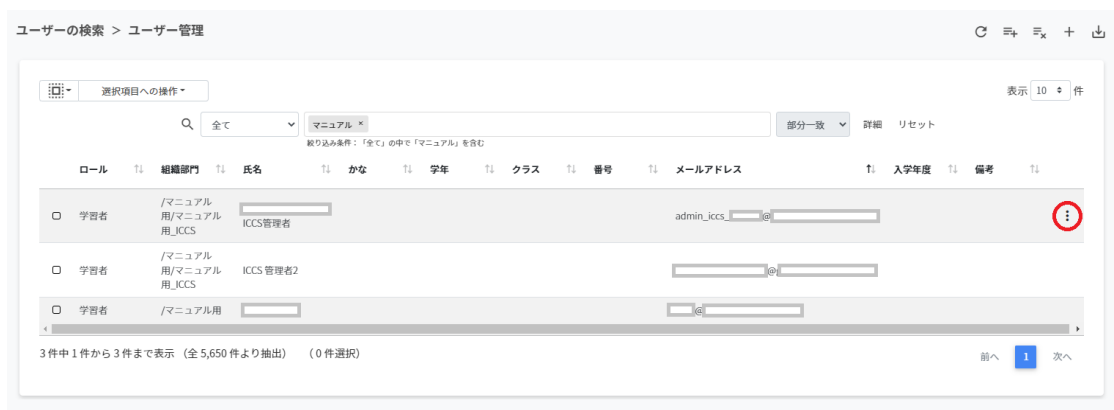 ユーザーの検索 > ユーザー管理
選択項目への操作
表示 10 件
全て マニュアル × 部分一致 詳細 リセット
絞り込み条件：「全て」の中で「マニュアル」を含む
ロール 組織部門 氏名 かな 学年 クラス 番号 メールアドレス 入学年度 備考
学習者 /マニュアル用/マニュアル用_ICCS ICCS管理者 admin_iccs_ @
学習者 /マニュアル用/マニュアル用_ICCS ICCS 管理者2 @
学習者 /マニュアル用 @
3 件中 1 件から 3 件まで表示 （全 5,650 件より抽出） （ 0 件選択）
前へ 1 次へ